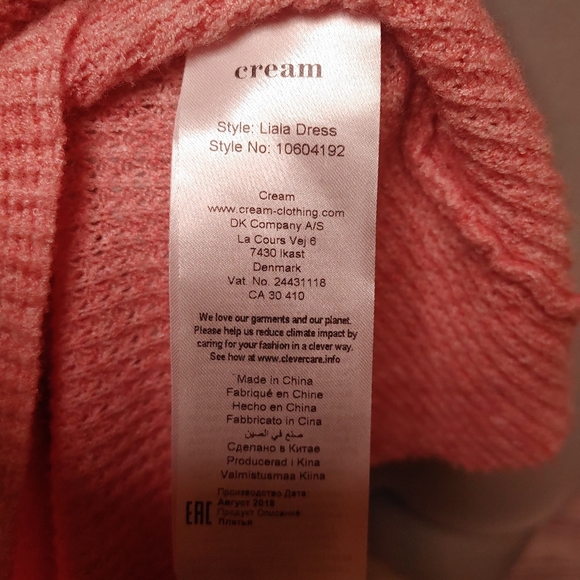 cream
Style: Liala Dress
Style No: 10604192
Cream
www.cream-clothing.com
DK Company A/S
La Cours Vej 6
7430 Ikast
Denmark
Vat. No. 24431118
CA 30 410
We love our garments and our planet.
Please help us reduce climate impact by
caring for your fashion in a clever way.
See how at www.clevercare.info
Made in China
Fabriqué en Chine
Hecho en China
Fabbricato in Cina
صنع في الصين
Сделано в Китае
Producerad i Kina
Valmistusmaa Kiina
Производство Дата:
Август 2018
EAC Продукт Описание:
Платья